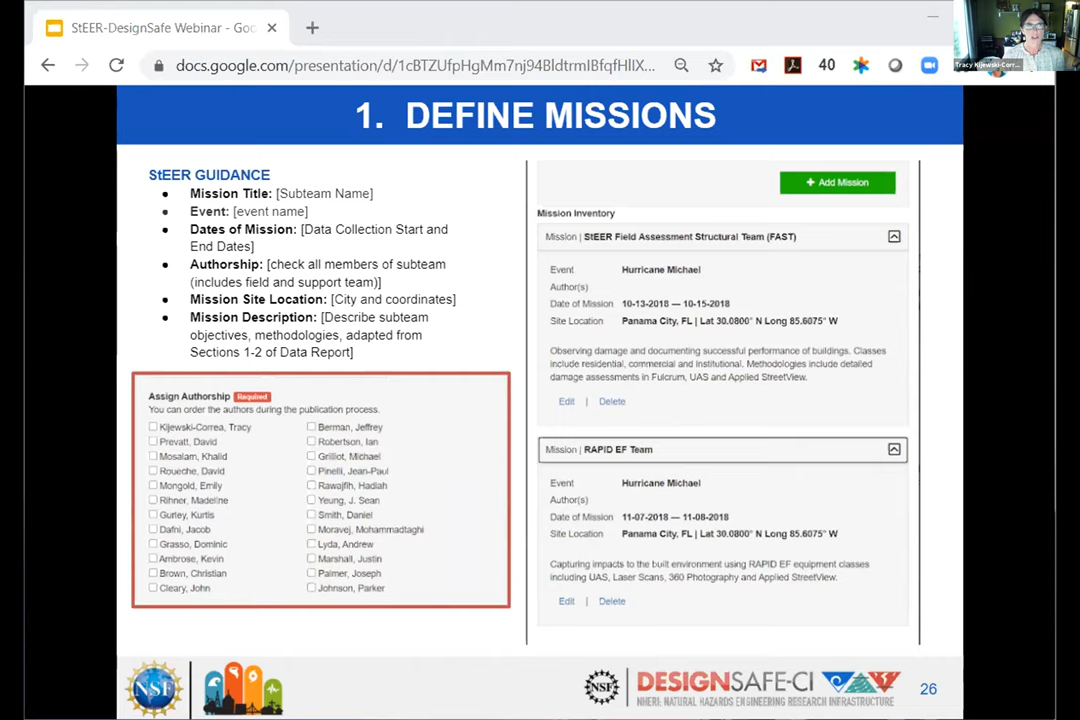 StEER-DesignSafe Webinar - Goo
docs.google.com/presentation/d/1cBTZUfpHgMm7nj94BldtrmIBfqfHlIX...
40
Tracy Kijewski-Corr...
1. DEFINE MISSIONS
StEER GUIDANCE
Mission Title: [Subteam Name]
Event: [event name]
Dates of Mission: [Data Collection Start and
End Dates]
Authorship: [check all members of subteam
(includes field and support team)]
Mission Site Location: [City and coordinates]
Mission Description: [Describe subteam
objectives, methodologies, adapted from
Sections 1-2 of Data Report]
Assign Authorship Required
You can order the authors during the publication process.
Kijewski-Correa, Tracy
Berman, Jeffrey
Prevatt, David
Robertson, Ian
Mosalam, Khalid
Grilliot, Michael
Roueche, David
Pinelli, Jean-Paul
Mongold, Emily
Rawajfih, Hadiah
Rihner, Madeline
Yeung, J. Sean
Gurley, Kurtis
Smith, Daniel
Dafni, Jacob
Moravej, Mohammadtaghi
Grasso, Dominic
Lyda, Andrew
Ambrose, Kevin
Marshall, Justin
Brown, Christian
Palmer, Joseph
Cleary, John
Johnson, Parker
+ Add Mission
Mission Inventory
Mission | StEER Field Assessment Structural Team (FAST)
Event Hurricane Michael
Author(s)
Date of Mission 10-13-2018 — 10-15-2018
Site Location Panama City, FL | Lat 30.0800° N Long 85.6075° W
Observing damage and documenting successful performance of buildings. Classes
include residential, commercial and institutional. Methodologies include detailed
damage assessments in Fulcrum, UAS and Applied StreetView.
Edit | Delete
Mission | RAPID EF Team
Event Hurricane Michael
Author(s)
Date of Mission 11-07-2018 — 11-08-2018
Site Location Panama City, FL | Lat 30.0800° N Long 85.6075° W
Capturing impacts to the built environment using RAPID EF equipment classes
including UAS, Laser Scans, 360 Photography and Applied StreetView.
Edit | Delete
NSF
NSF
DESIGNSAFE-CI
NHERI: NATURAL HAZARDS ENGINEERING RESEARCH INFRASTRUCTURE
26